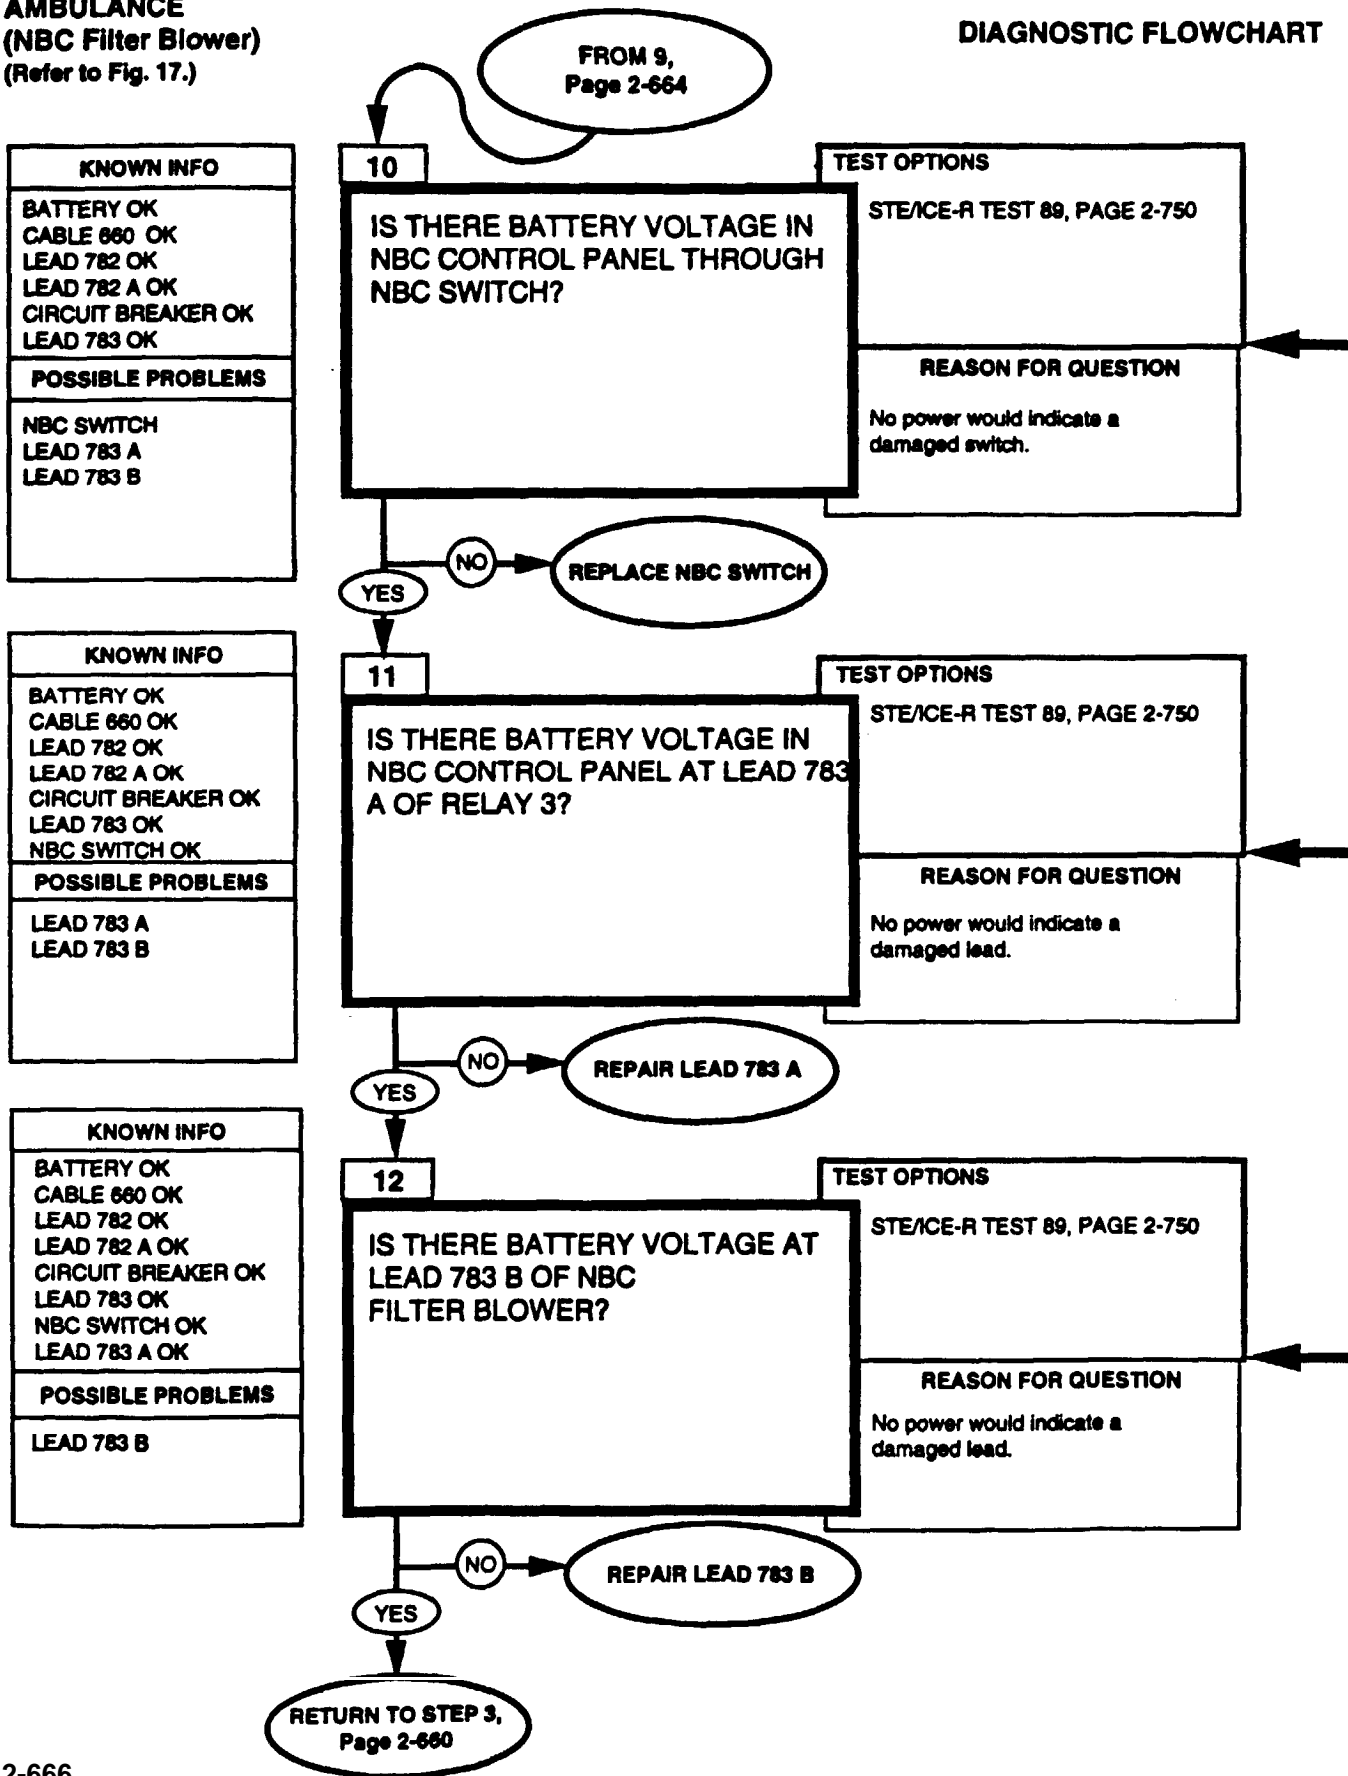 AMBULANCE
(NBC Filter Blower)
(Refer to Fig. 17.)
DIAGNOSTIC FLOWCHART
FROM 9,
Page 2-664
KNOWN INFO
BATTERY OK
CABLE 660 OK
LEAD 782 OK
LEAD 782 A OK
CIRCUIT BREAKER OK
LEAD 783 OK
POSSIBLE PROBLEMS
NBC SWITCH
LEAD 783 A
LEAD 783 B
10
IS THERE BATTERY VOLTAGE IN
NBC CONTROL PANEL THROUGH
NBC SWITCH?
TEST OPTIONS
STE/ICE-R TEST 89, PAGE 2-750
REASON FOR QUESTION
No power would indicate a
damaged switch.
NO
REPLACE NBC SWITCH
YES
KNOWN INFO
BATTERY OK
CABLE 660 OK
LEAD 782 OK
LEAD 782 A OK
CIRCUIT BREAKER OK
LEAD 783 OK
NBC SWITCH OK
POSSIBLE PROBLEMS
LEAD 783 A
LEAD 783 B
11
IS THERE BATTERY VOLTAGE IN
NBC CONTROL PANEL AT LEAD 783
A OF RELAY 3?
TEST OPTIONS
STE/ICE-R TEST 89, PAGE 2-750
REASON FOR QUESTION
No power would indicate a
damaged lead.
NO
REPAIR LEAD 783 A
YES
KNOWN INFO
BATTERY OK
CABLE 660 OK
LEAD 782 OK
LEAD 782 A OK
CIRCUIT BREAKER OK
LEAD 783 OK
NBC SWITCH OK
LEAD 783 A OK
POSSIBLE PROBLEMS
LEAD 783 B
12
IS THERE BATTERY VOLTAGE AT
LEAD 783 B OF NBC
FILTER BLOWER?
TEST OPTIONS
STE/ICE-R TEST 89, PAGE 2-750
REASON FOR QUESTION
No power would indicate a
damaged lead.
NO
REPAIR LEAD 783 B
YES
RETURN TO STEP 3,
Page 2-660
2-666